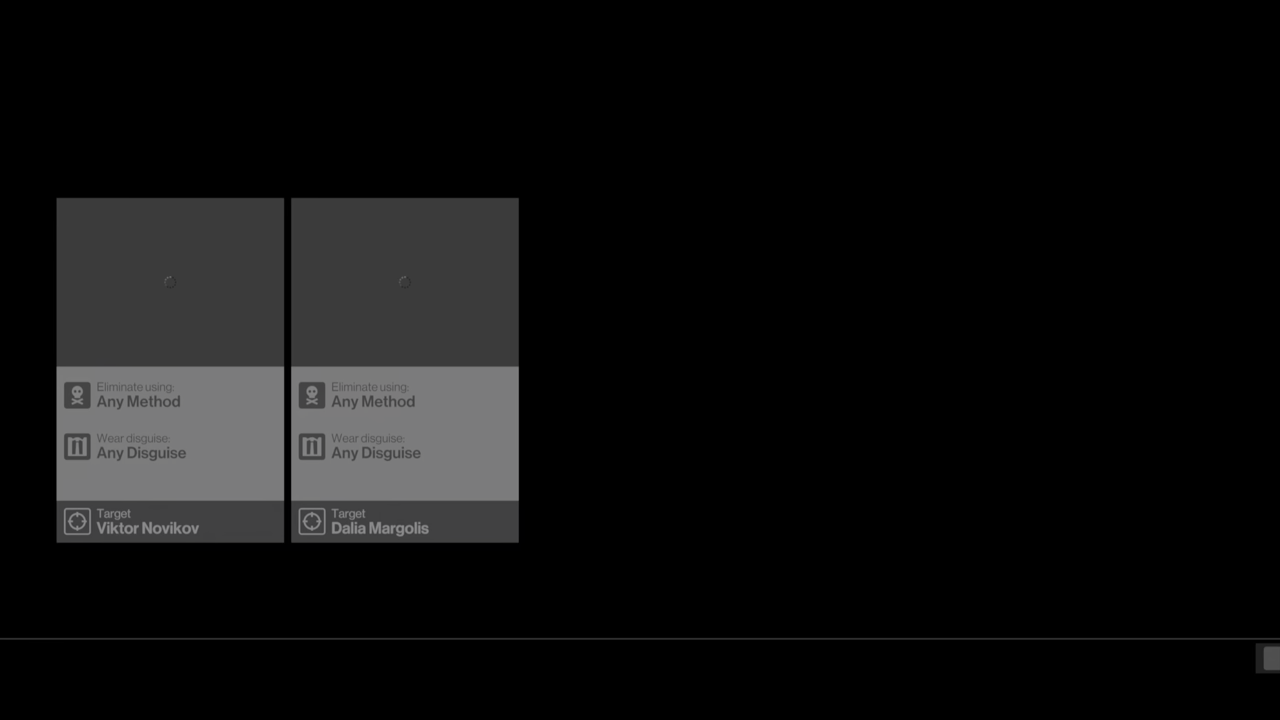 Eliminate using:
Any Method
Wear disguise:
Any Disguise
Target
Viktor Novikov
Eliminate using:
Any Method
Wear disguise:
Any Disguise
Target
Dalia Margolis